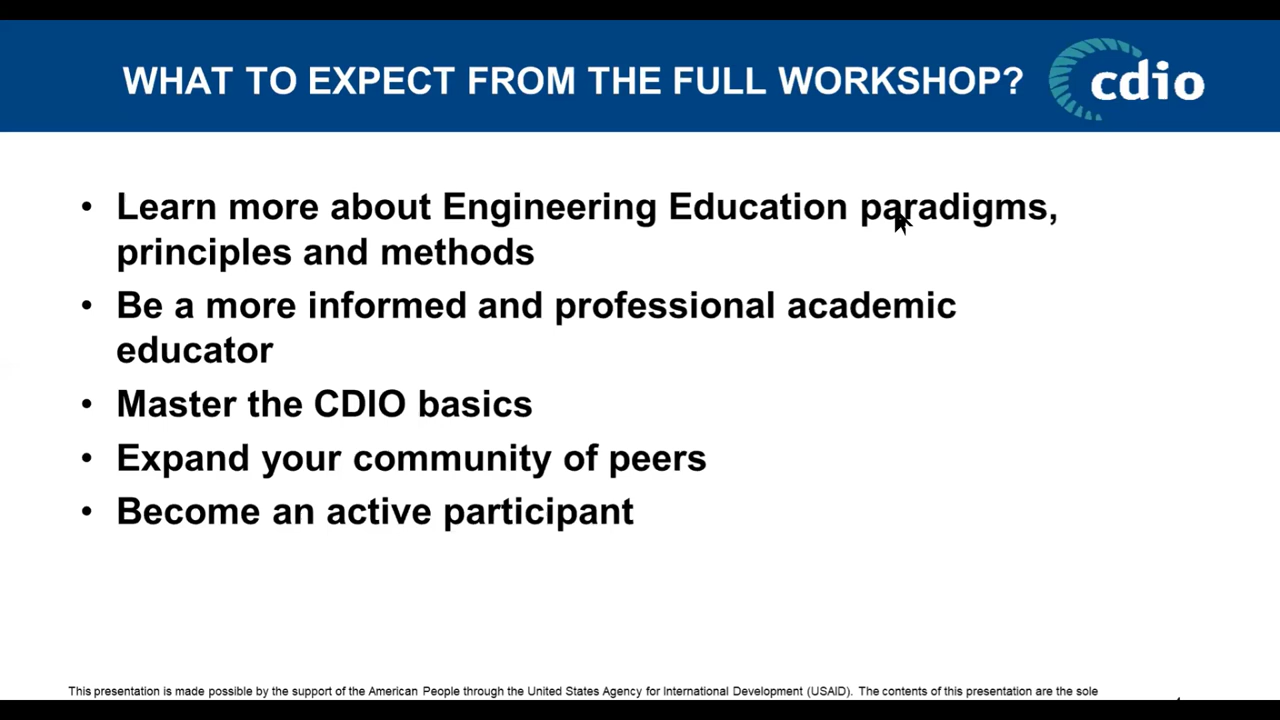 WHAT TO EXPECT FROM THE FULL WORKSHOP?
cdio
• Learn more about Engineering Education paradigms,
principles and methods
• Be a more informed and professional academic
educator
• Master the CDIO basics
• Expand your community of peers
• Become an active participant
This presentation is made possible by the support of the American People through the United States Agency for International Development (USAID). The contents of this presentation are the sole